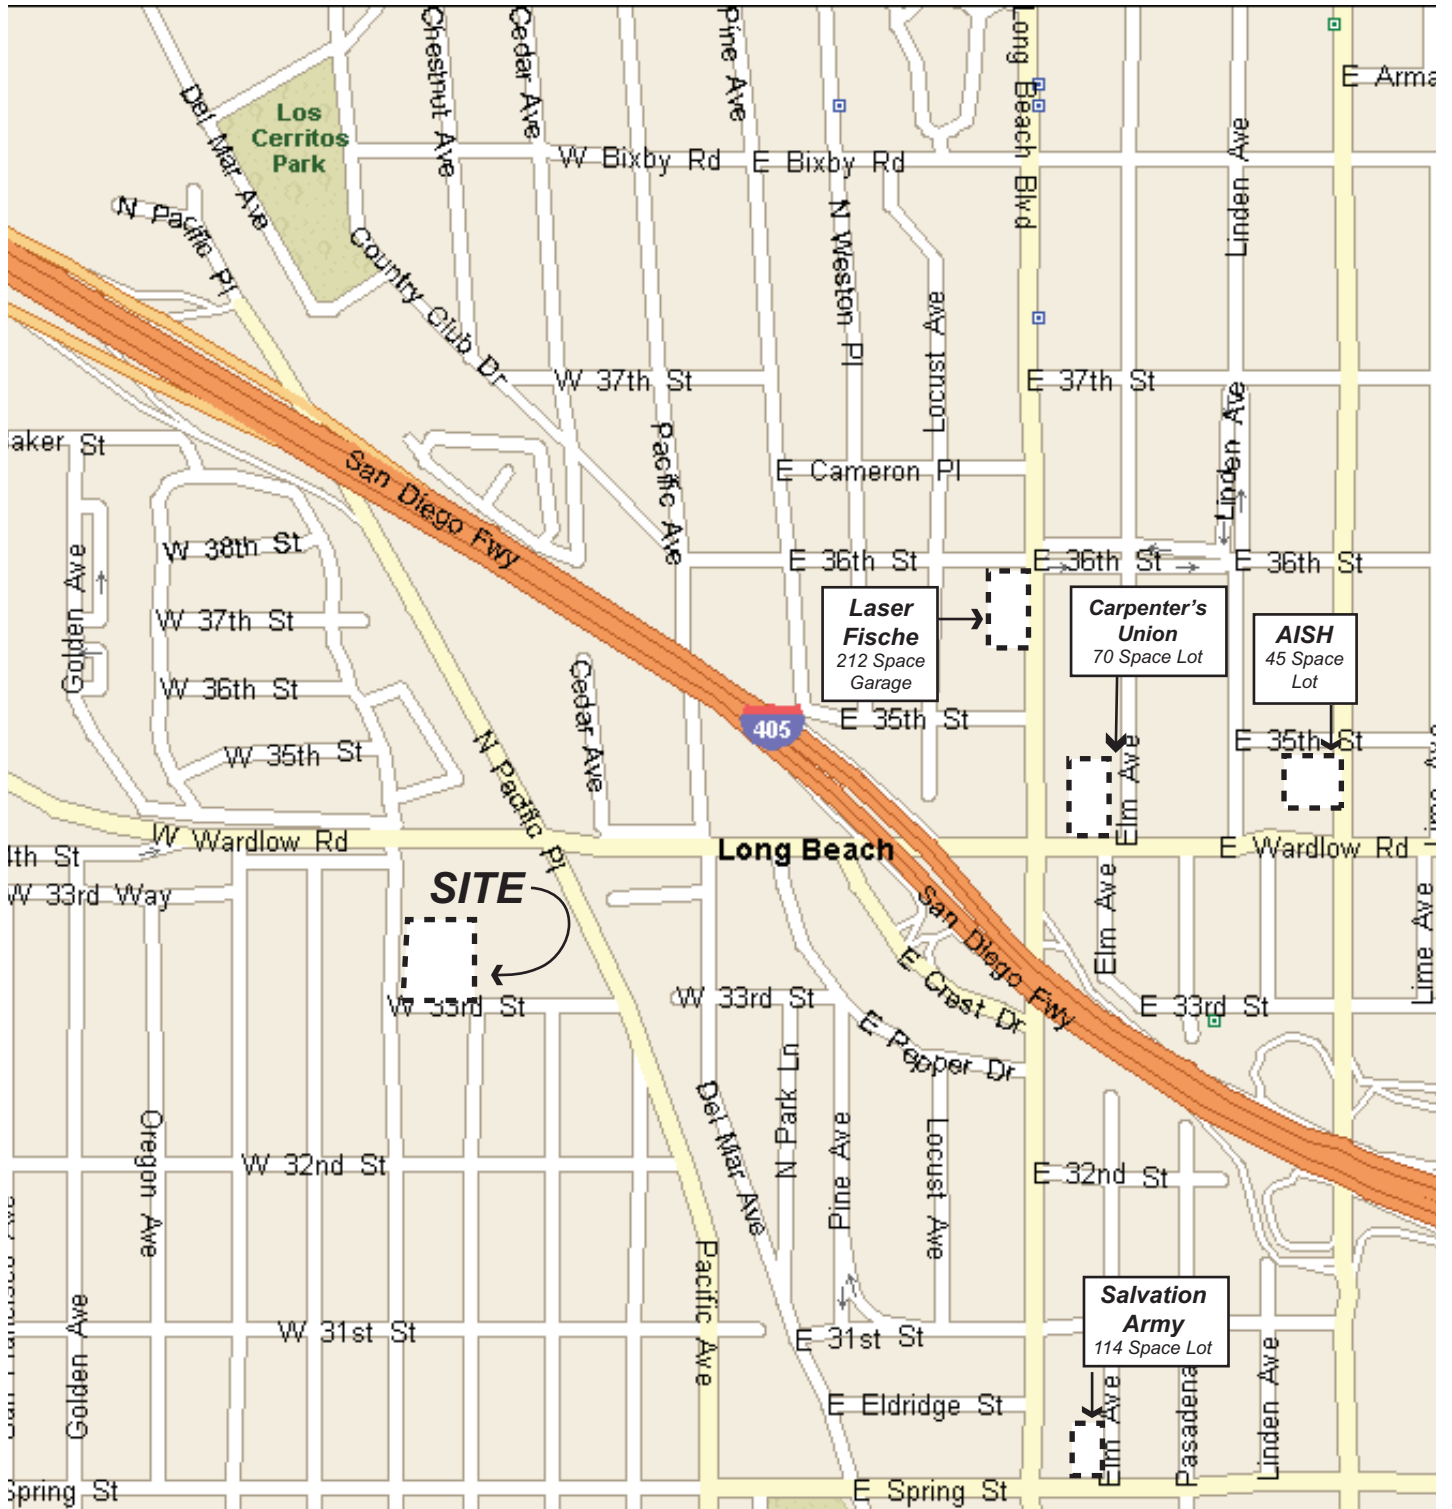 Chestnut Ave
Cedar Ave
Pine Ave
Long Beach Blvd
E Arma
Del Mar Ave
Los
Cerritos
Park
W Bixby Rd
E Bixby Rd
Linden Ave
N Pacific Pl
Country Club Dr
N Weston Pl
Locust Ave
W 37th St
E 37th St
aker St
San Diego Fwy
Pacific Ave
E Cameron Pl
Linden Ave
W 38th St
E 36th St
E 36th St
E 36th St
Golden Ave
W 37th St
Laser
Fische
212 Space
Garage
Carpenter's
Union
70 Space Lot
AISH
45 Space
Lot
W 36th St
Cedar Ave
405
E 35th St
W 35th St
N Pacific Pl
Elm Ave
E 35th St
Lime Ave
W Wardlow Rd
Long Beach
E Wardlow Rd
4th St
W 33rd Way
SITE
San Diego Fwy
Elm Ave
Lime Ave
E Crest Dr
W 33rd St
W 33rd St
E 33rd St
E Pepper Dr
Oregon Ave
Del Mar Ave
N Park Ln
Pine Ave
Locust Ave
W 32nd St
E 32nd St
Pacific Ave
Golden Ave
W 31st St
E 31st St
Salvation
Army
114 Space Lot
E Eldridge St
Elm Ave
Pasadena
Linden Ave
Spring St
E Spring St